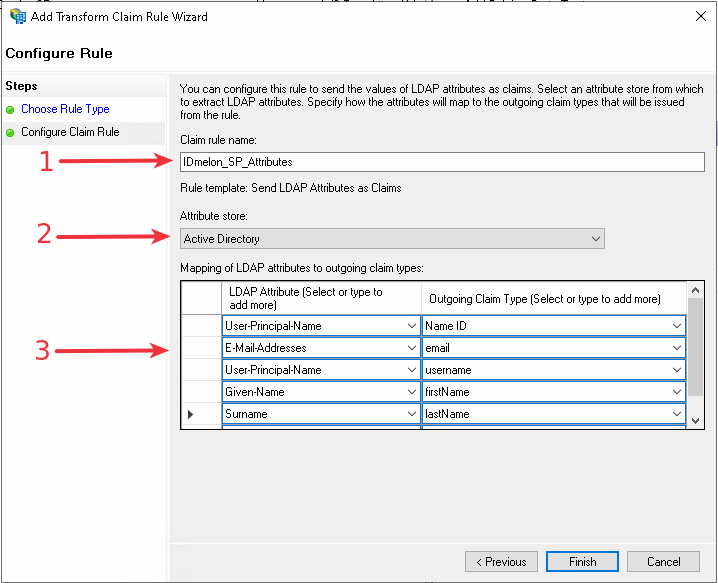 Add Transform Claim Rule Wizard
Configure Rule
Steps
Choose Rule Type
Configure Claim Rule
You can configure this rule to send the values of LDAP attributes as claims. Select an attribute store from which
to extract LDAP attributes. Specify how the attributes will map to the outgoing claim types that will be issued
from the rule.
Claim rule name:
1
IDmelon_SP_Attributes
Rule template: Send LDAP Attributes as Claims
Attribute store:
2
Active Directory
Mapping of LDAP attributes to outgoing claim types:
LDAP Attribute (Select or type to
add more)
Outgoing Claim Type (Select or type to add more)
User-Principal-Name Name ID
3
E-Mail-Addresses email
User-Principal-Name username
Given-Name firstName
Surname lastName
< Previous Finish Cancel